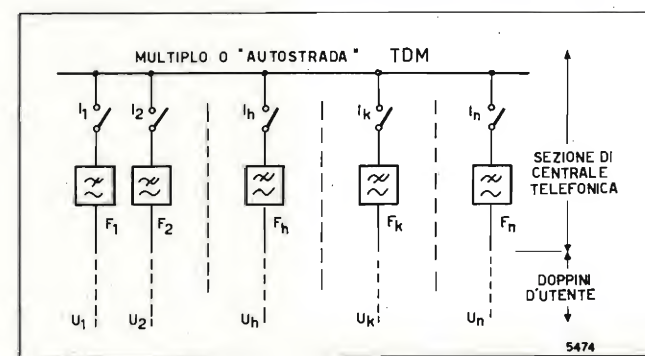 MULTIPLO O "AUTOSTRADA" TDM
I1 I2 Ih Ik In
F1 F2 Fh Fk Fn
SEZIONE DI
CENTRALE
TELEFONICA
DOPPINI
D'UTENTE
U1 U2 Uh Uk Un
5474